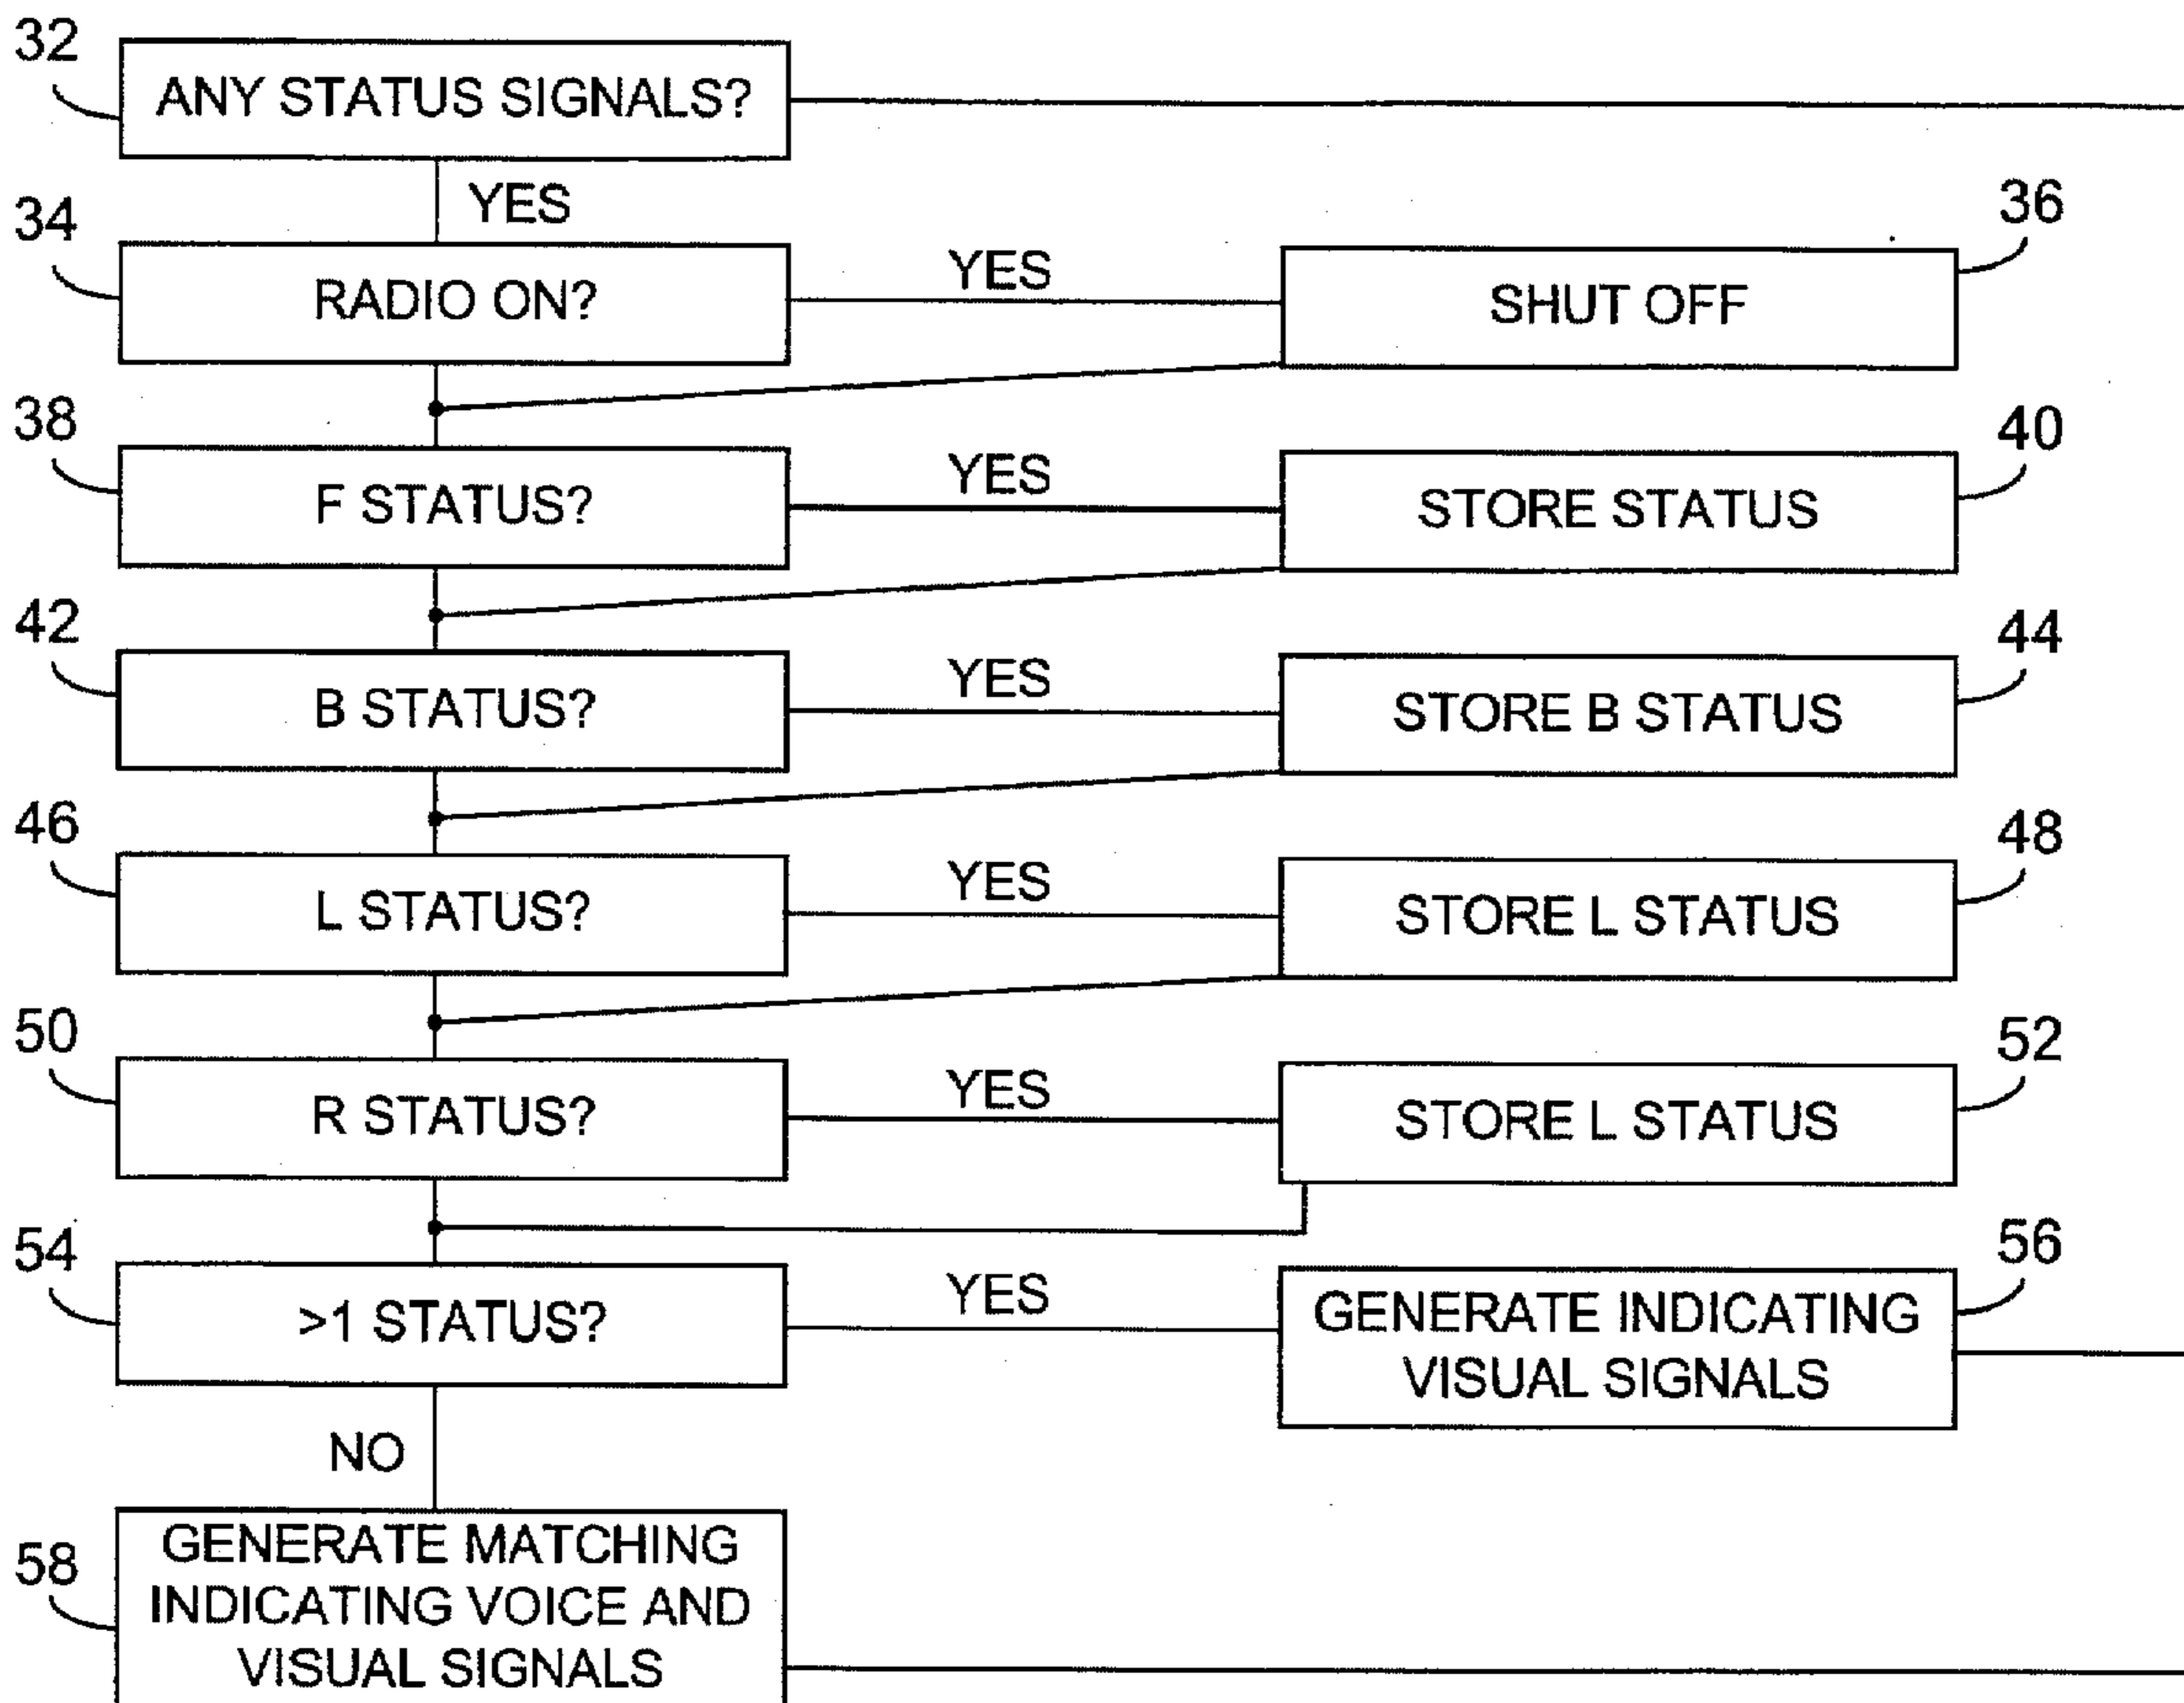 32
ANY STATUS SIGNALS?
YES
34
RADIO ON?
YES
SHUT OFF
36
38
F STATUS?
YES
STORE STATUS
40
42
B STATUS?
YES
STORE B STATUS
44
46
L STATUS?
YES
STORE L STATUS
48
50
R STATUS?
YES
STORE L STATUS
52
54
>1 STATUS?
YES
GENERATE INDICATING
VISUAL SIGNALS
56
NO
58
GENERATE MATCHING
INDICATING VOICE AND
VISUAL SIGNALS